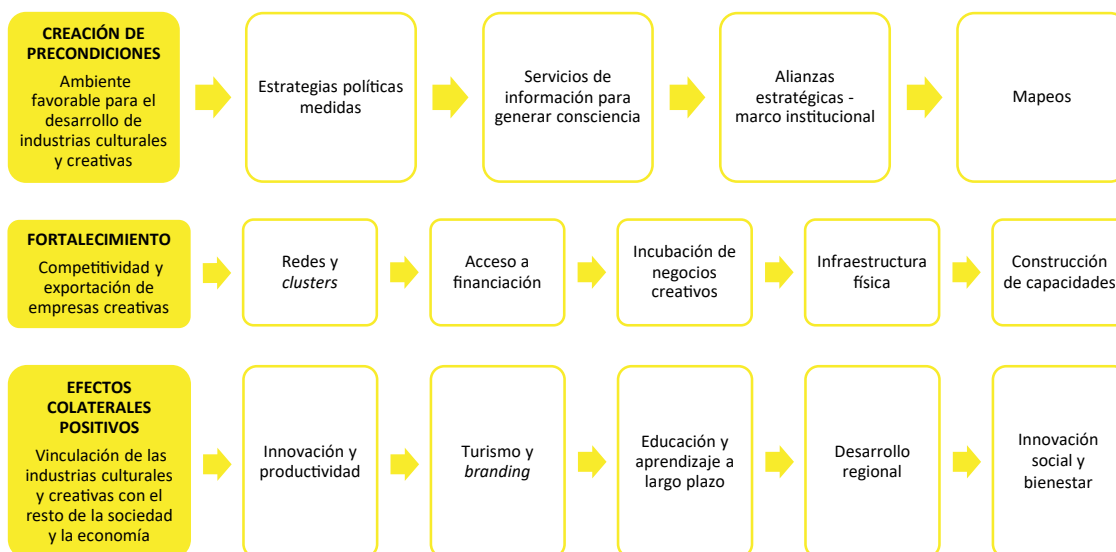 CREACIÓN DE
PRECONDICIONES
Ambiente
favorable para el
desarrollo de
industrias culturales
y creativas
Estrategias políticas
medidas
Servicios de
información para
generar consciencia
Alianzas
estratégicas -
marco institucional
Mapeos
FORTALECIMIENTO
Competitividad y
exportación de
empresas creativas
Redes y
clusters
Acceso a
financiación
Incubación de
negocios
creativos
Infraestructura
física
Construcción
de capacidades
EFECTOS
COLATERALES
POSITIVOS
Vinculación de las
industrias culturales
y creativas con el
resto de la sociedad
y la economía
Innovación y
productividad
Turismo y
branding
Educación y
aprendizaje a
largo plazo
Desarrollo
regional
Innovación
social y
bienestar